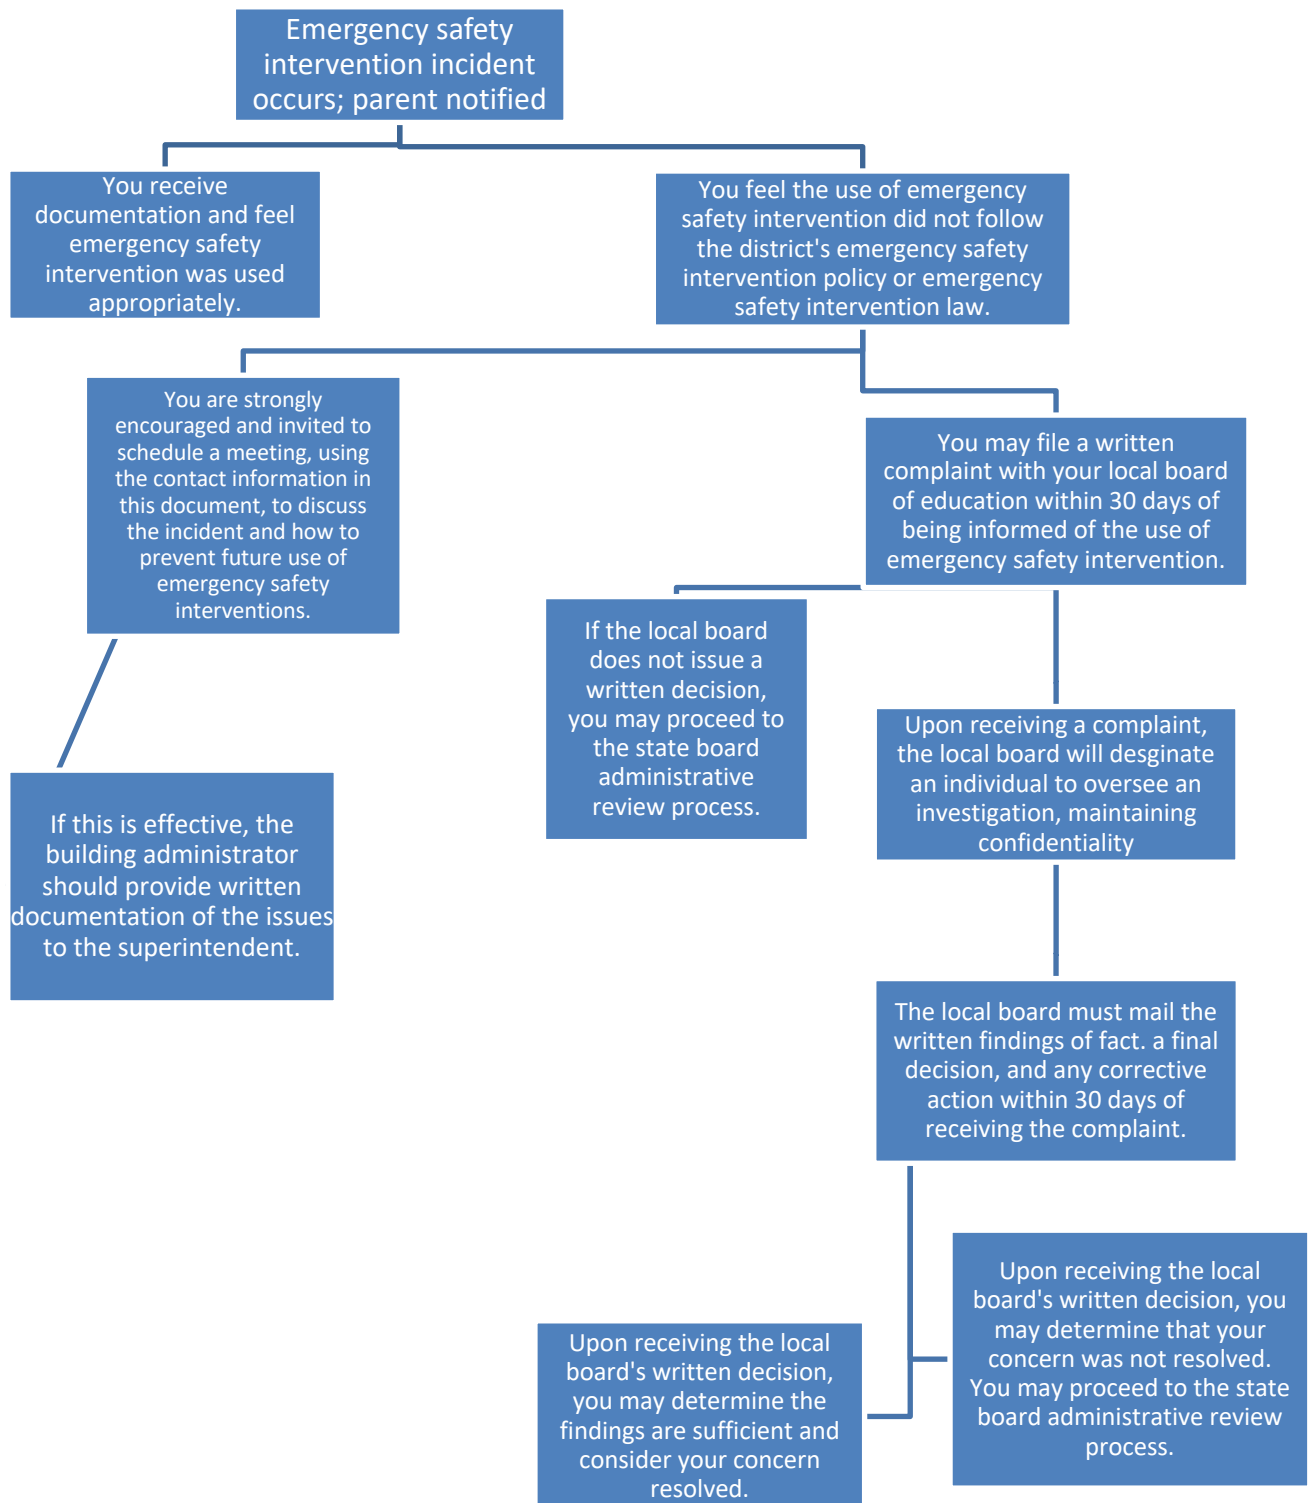 Emergency safety
intervention incident
occurs; parent notified
You receive
documentation and feel
emergency safety
intervention was used
appropriately.
You feel the use of emergency
safety intervention did not follow
the district's emergency safety
intervention policy or emergency
safety intervention law.
You are strongly
encouraged and invited to
schedule a meeting, using
the contact information in
this document, to discuss
the incident and how to
prevent future use of
emergency safety
interventions.
You may file a written
complaint with your local board
of education within 30 days of
being informed of the use of
emergency safety intervention.
If the local board
does not issue a
written decision,
you may proceed to
the state board
administrative
review process.
Upon receiving a complaint,
the local board will desginate
an individual to oversee an
investigation, maintaining
confidentiality
If this is effective, the
building administrator
should provide written
documentation of the issues
to the superintendent.
The local board must mail the
written findings of fact. a final
decision, and any corrective
action within 30 days of
receiving the complaint.
Upon receiving the local
board's written decision, you
may determine that your
concern was not resolved.
You may proceed to the state
board administrative review
process.
Upon receiving the local
board's written decision,
you may determine the
findings are sufficient and
consider your concern
resolved.